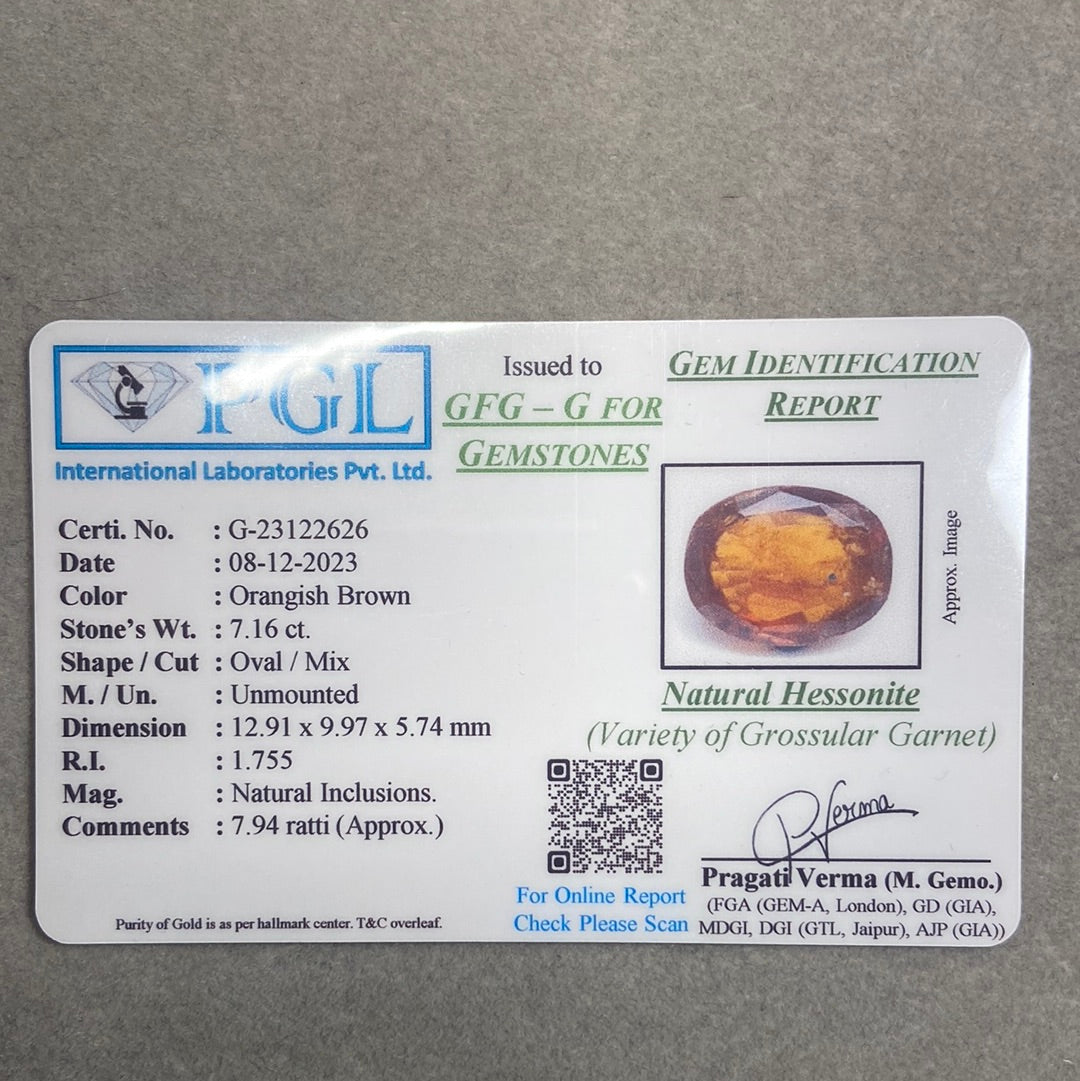 PGL
International Laboratories Pvt. Ltd.
Issued to
GFG – G FOR
GEMSTONES
GEM IDENTIFICATION
REPORT
Certi. No. : G-23122626
Date : 08-12-2023
Color : Orangish Brown
Stone's Wt. : 7.16 ct.
Shape / Cut : Oval / Mix
M. / Un. : Unmounted
Dimension : 12.91 x 9.97 x 5.74 mm
R.I. : 1.755
Mag. : Natural Inclusions.
Comments : 7.94 ratti (Approx.)
Purity of Gold is as per hallmark center. T&C overleaf.
Approx. Image
Natural Hessonite
(Variety of Grossular Garnet)
For Online Report
Check Please Scan
PVerma
Pragati Verma (M. Gemo.)
(FGA (GEM-A, London), GD (GIA),
MDGI, DGI (GTL, Jaipur), AJP (GIA))